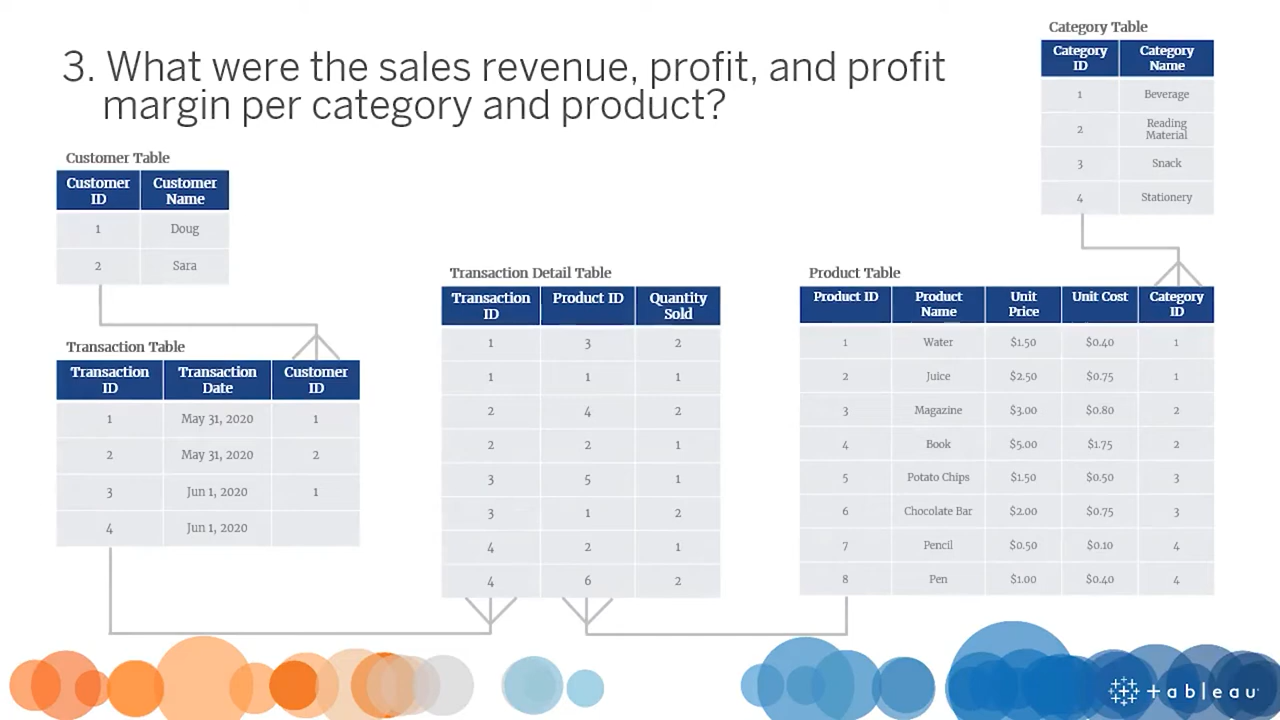 3. What were the sales revenue, profit, and profit
margin per category and product?
Category Table
Category ID Category Name
1 Beverage
2 Reading Material
3 Snack
4 Stationery
Customer Table
Customer ID Customer Name
1 Doug
2 Sara
Transaction Table
Transaction ID Transaction Date Customer ID
1 May 31, 2020 1
2 May 31, 2020 2
3 Jun 1, 2020 1
4 Jun 1, 2020
Transaction Detail Table
Transaction ID Product ID Quantity Sold
1 3 2
1 1 1
2 4 2
2 2 1
3 5 1
3 1 2
4 2 1
4 6 2
Product Table
Product ID Product Name Unit Price Unit Cost Category ID
1 Water $1.50 $0.40 1
2 Juice $2.50 $0.75 1
3 Magazine $3.00 $0.80 2
4 Book $5.00 $1.75 2
5 Potato Chips $1.50 $0.50 3
6 Chocolate Bar $2.00 $0.75 3
7 Pencil $0.50 $0.10 4
8 Pen $1.00 $0.40 4
tableau